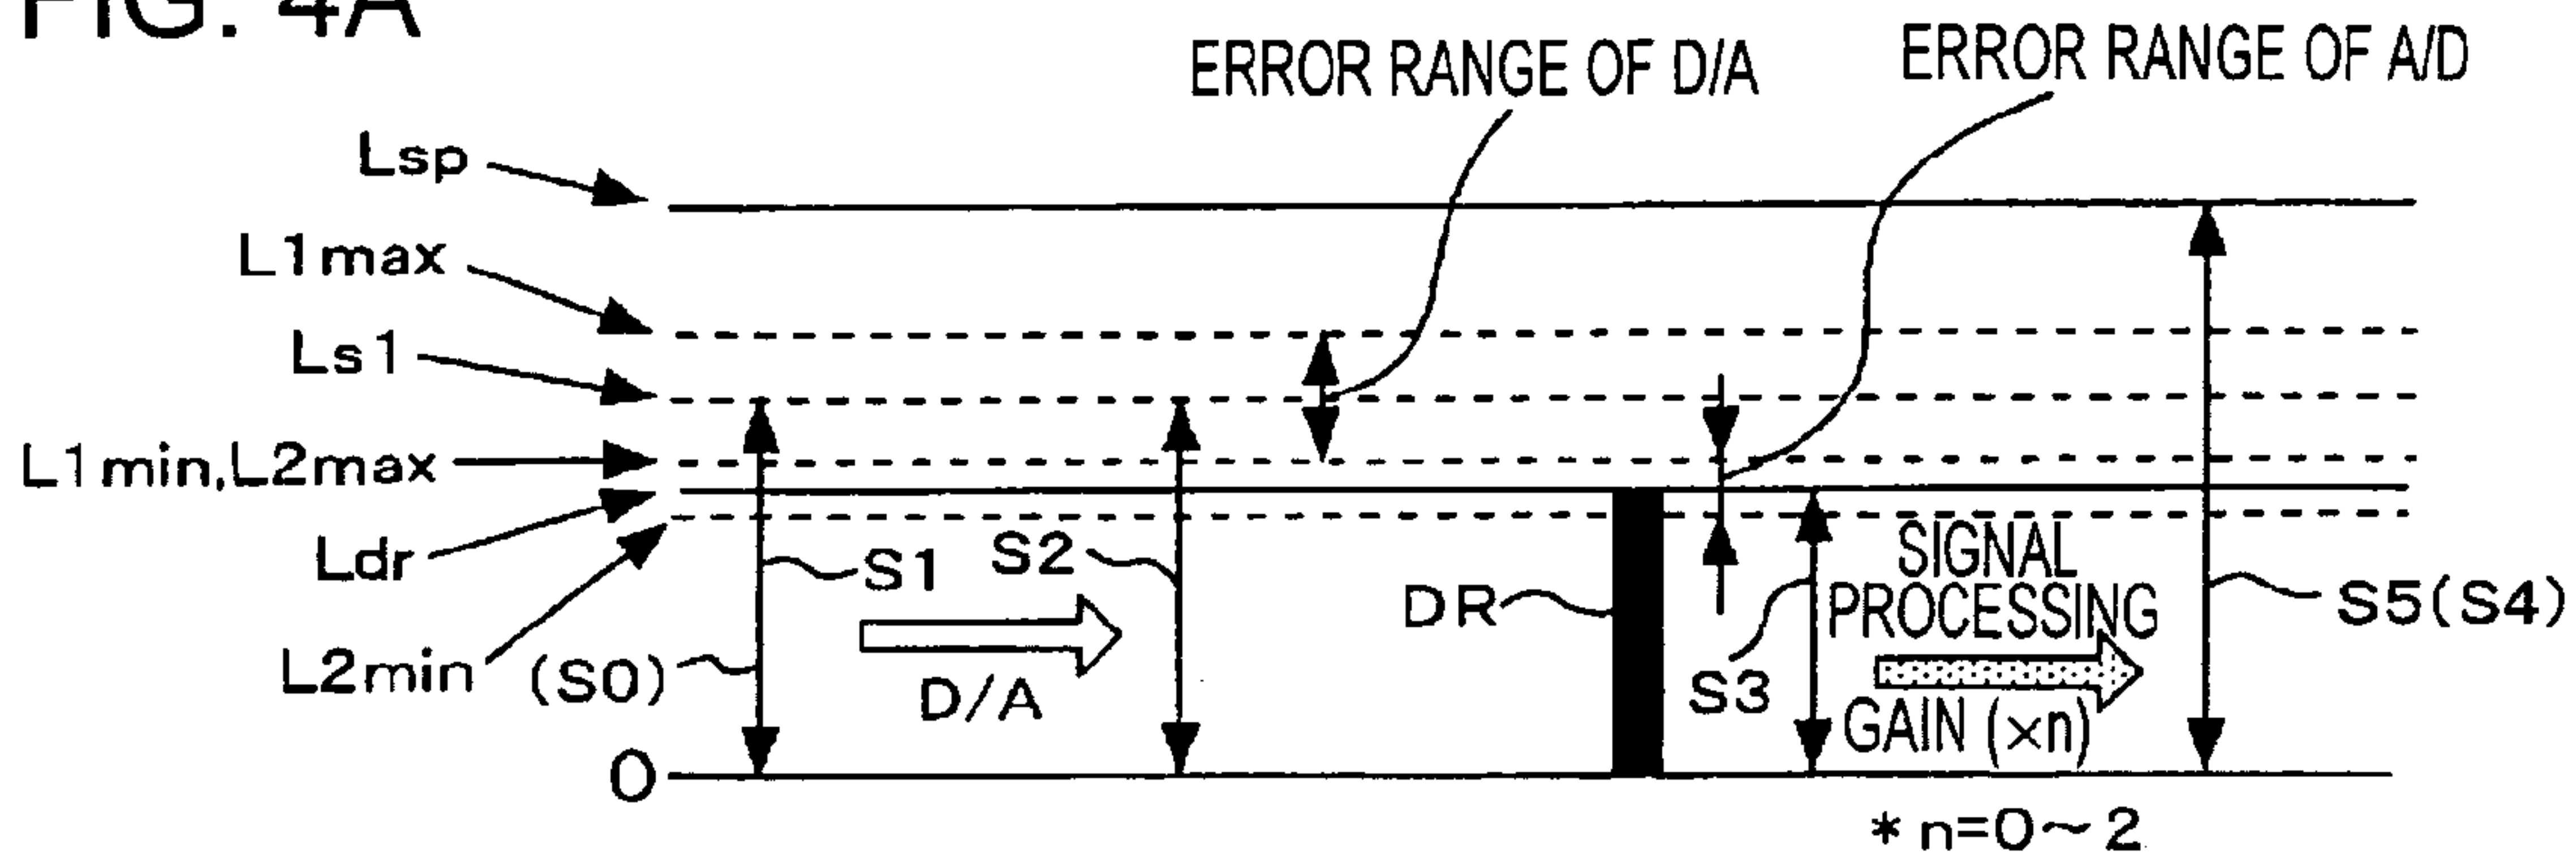 FIG. 4A
ERROR RANGE OF D/A
ERROR RANGE OF A/D
Lsp
L1max
Ls1
L1min,L2max
Ldr
L2min
(S0)
S1
D/A
S2
DR
S3
SIGNAL
PROCESSING
GAIN (×n)
S5(S4)
0
* n=0~2